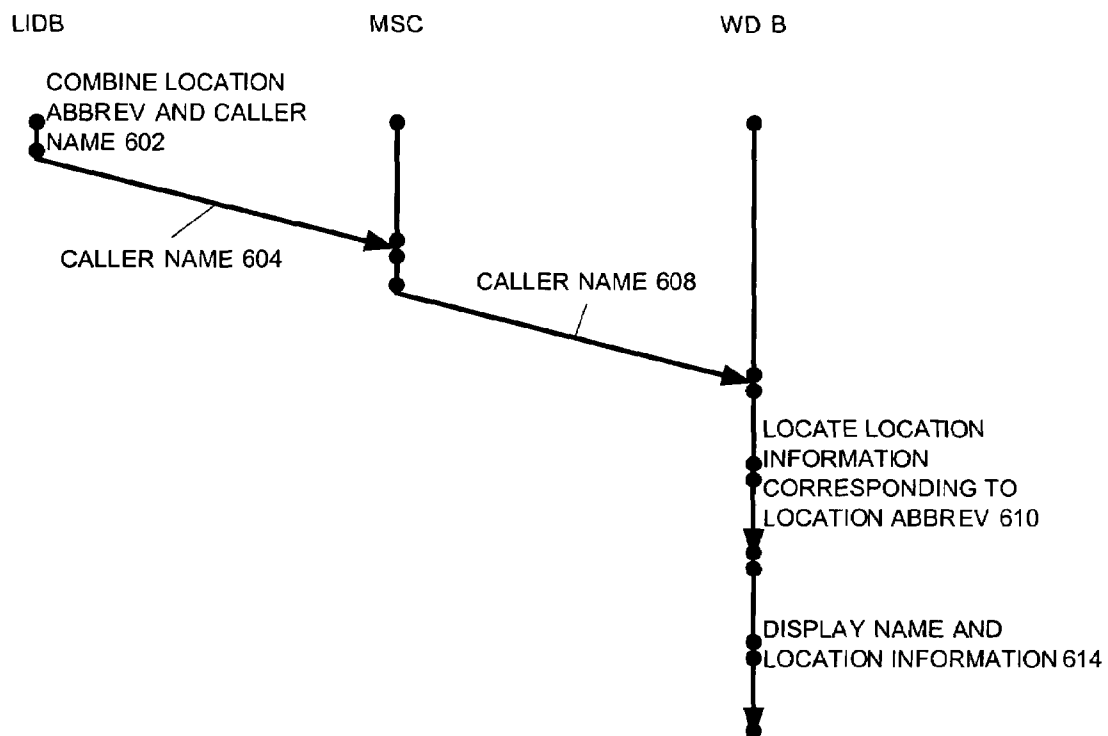 LIDB
MSC
WD B
COMBINE LOCATION
ABBREV AND CALLER
NAME 602
CALLER NAME 604
CALLER NAME 608
LOCATE LOCATION
INFORMATION
CORRESPONDING TO
LOCATION ABBREV 610
DISPLAY NAME AND
LOCATION INFORMATION 614